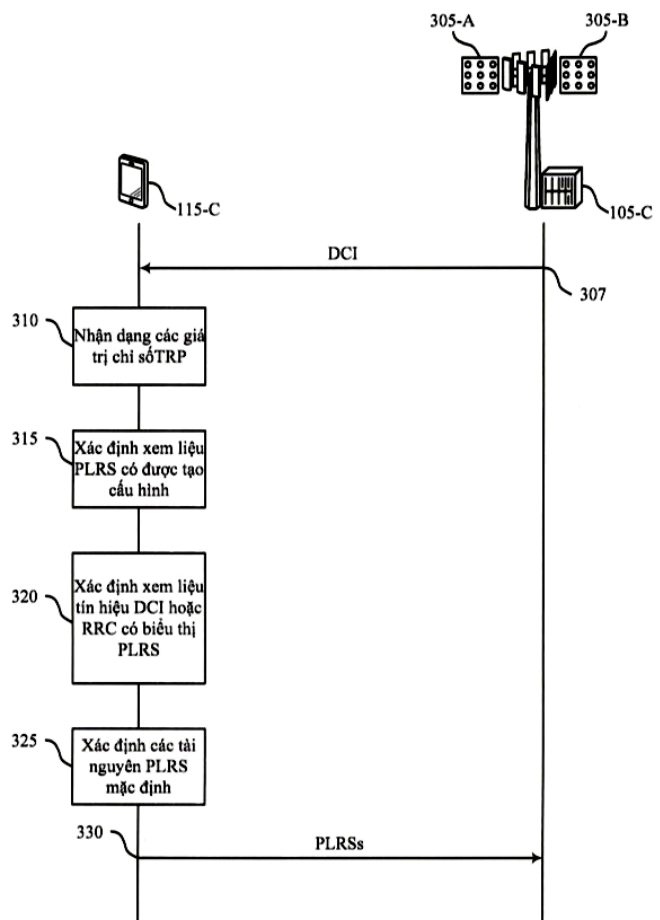 305-A
305-B
115-C
105-C
DCI
307
310
Nhận dạng các giá
trị chỉ sốTRP
315
Xác định xem liệu
PLRS có được tạo
cấu hình
320
Xác định xem liệu
tín hiệu DCI hoặc
RRC có biểu thị
PLRS
325
Xác định các tài
nguyên PLRS
mặc định
330
PLRSs